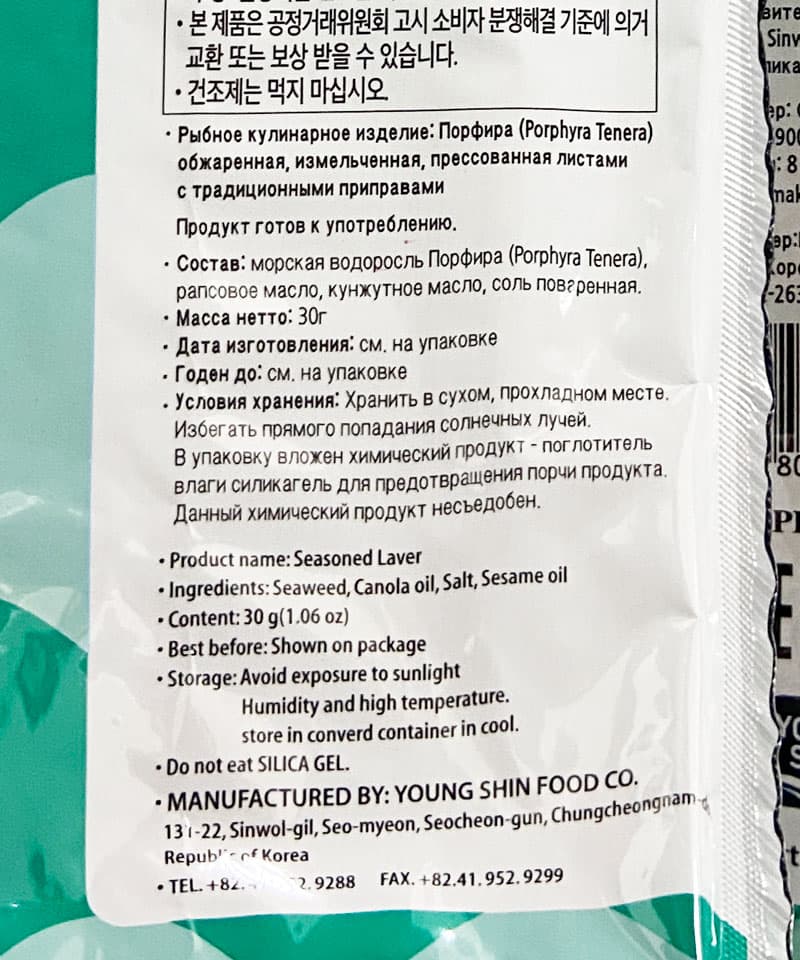 • 본 제품은 공정거래위원회 고시 소비자 분쟁해결 기준에 의거
교환 또는 보상 받을 수 있습니다.
• 건조제는 먹지 마십시오
• Рыбное кулинарное изделие: Порфира (Porphyra Tenera)
обжаренная, измельченная, прессованная листами
с традиционными приправами
Продукт готов к употреблению.
• Состав: морская водоросль Порфира (Porphyra Tenera),
рапсовое масло, кунжутное масло, соль поваренная.
• Масса нетто: 30г
• Дата изготовления: см. на упаковке
• Годен до: см. на упаковке
• Условия хранения: Хранить в сухом, прохладном месте.
Избегать прямого попадания солнечных лучей.
В упаковку вложен химический продукт - поглотитель
влаги силикагель для предотвращения порчи продукта.
Данный химический продукт несъедобен.
• Product name: Seasoned Laver
• Ingredients: Seaweed, Canola oil, Salt, Sesame oil
• Content: 30 g(1.06 oz)
• Best before: Shown on package
• Storage: Avoid exposure to sunlight
Humidity and high temperature.
store in converd container in cool.
• Do not eat SILICA GEL.
• MANUFACTURED BY: YOUNG SHIN FOOD CO.
131-22, Sinwol-gil, Seo-myeon, Seocheon-gun,
Republic of Korea
• TEL. +82. 9288 FAX. +82.41.952.9299